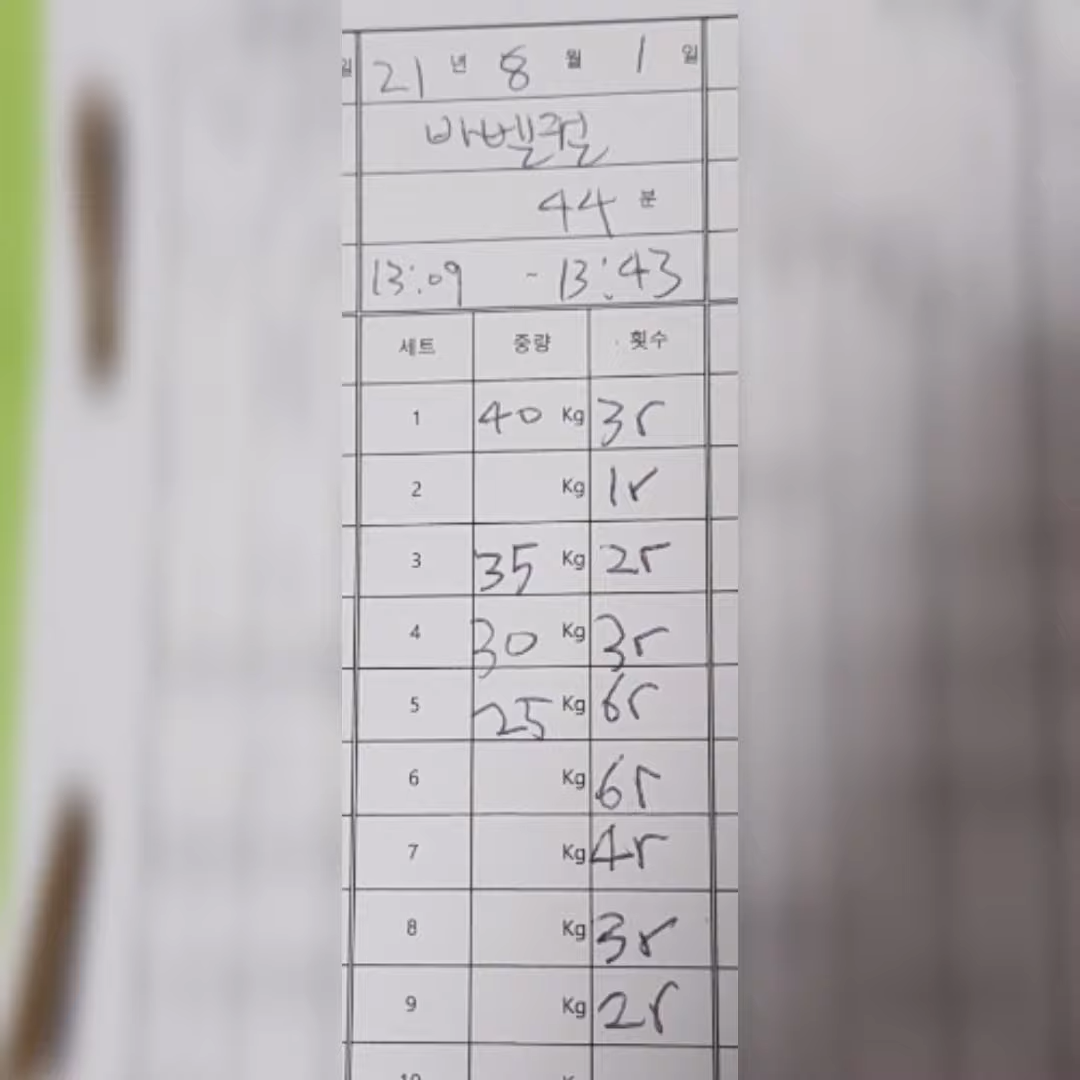 일 21 년 8 월 1 일
바벨컬
44 분
13:09 - 13:43
세트 중량 횟수
1 40 Kg 3r
2 Kg 1r
3 35 Kg 2r
4 30 Kg 3r
5 25 Kg 6r
6 Kg 6r
7 Kg 4r
8 Kg 3r
9 Kg 2r
10